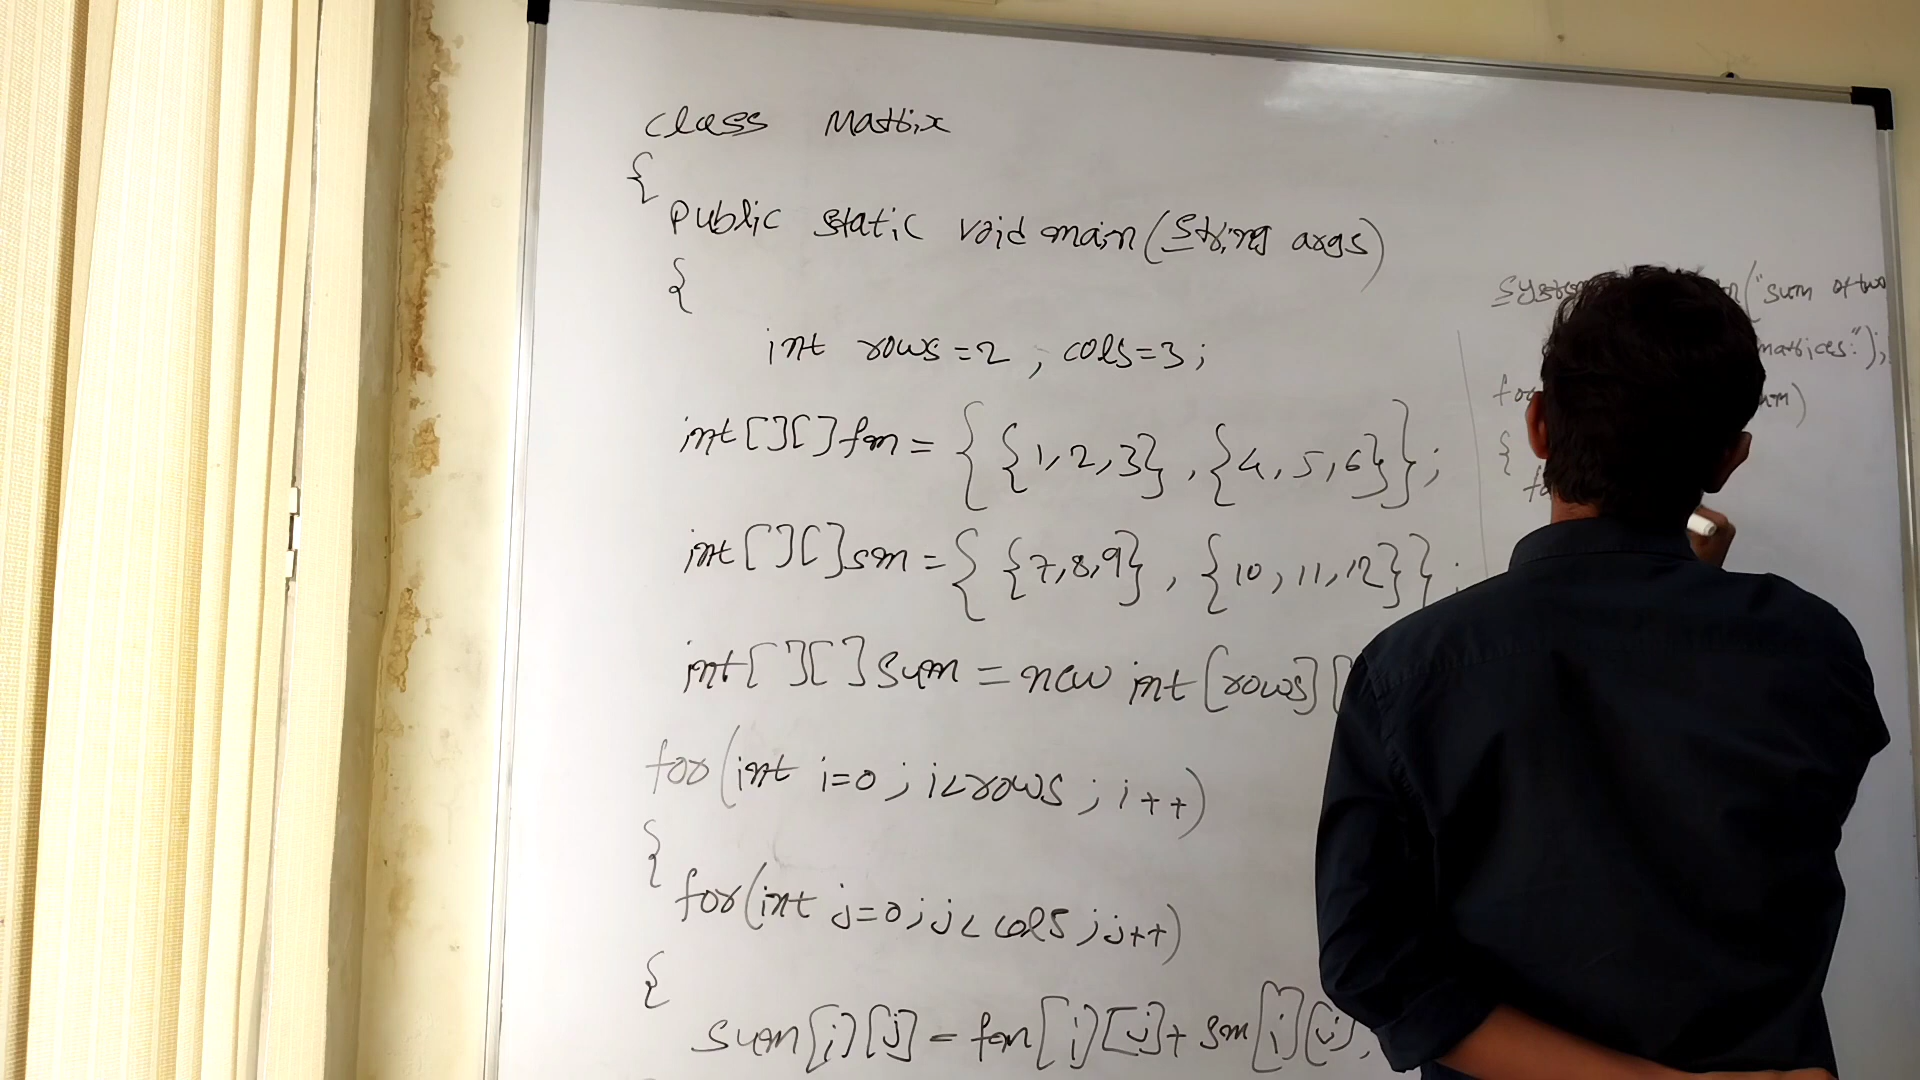 class Matrix
{
public static void main(String args)
{
int rows=2, cols=3;
int[][]fm={{1,2,3},{4,5,6}};
int[][]sm={{7,8,9},{10,11,12}};
int[][]sum=new int[rows][
for(int i=0;i<rows;i++)
{
for(int j=0;j<cols;j++)
{
sum[i][j]=fm[i][j]+sm[i][j];
("sum of two
matrices:");
{